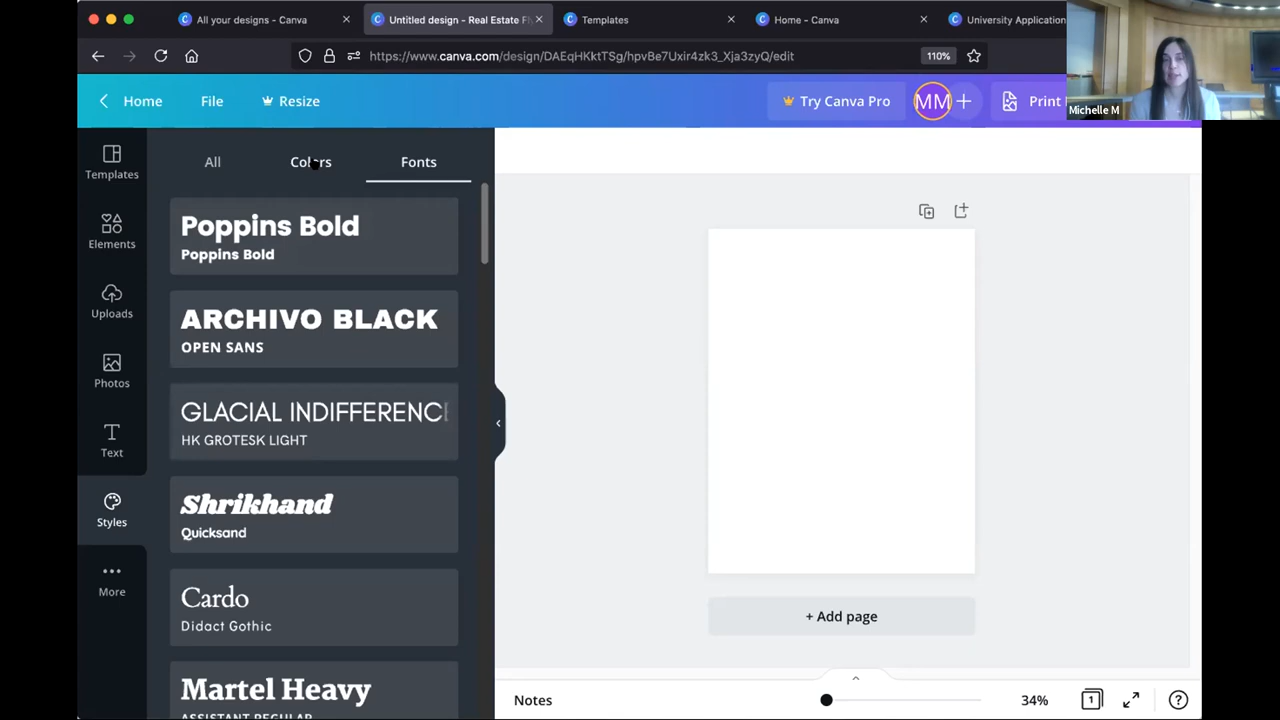 All your designs - Canva
Untitled design - Real Estate F
Templates
Home - Canva
University Application
https://www.canva.com/design/DAEqHKktTSg/hpvBe7Uxir4zk3_Xja3zyQ/edit
110%
Home
File
Resize
Try Canva Pro
MM
Print
Michelle M
Templates
Elements
Uploads
Photos
Text
Styles
More
All
Colors
Fonts
Poppins Bold
Poppins Bold
ARCHIVO BLACK
OPEN SANS
GLACIAL INDIFFERENC
HK GROTESK LIGHT
Shrikhand
Quicksand
Cardo
Didact Gothic
Martel Heavy
ASSISTANT REGULAR
+ Add page
Notes
34%
1